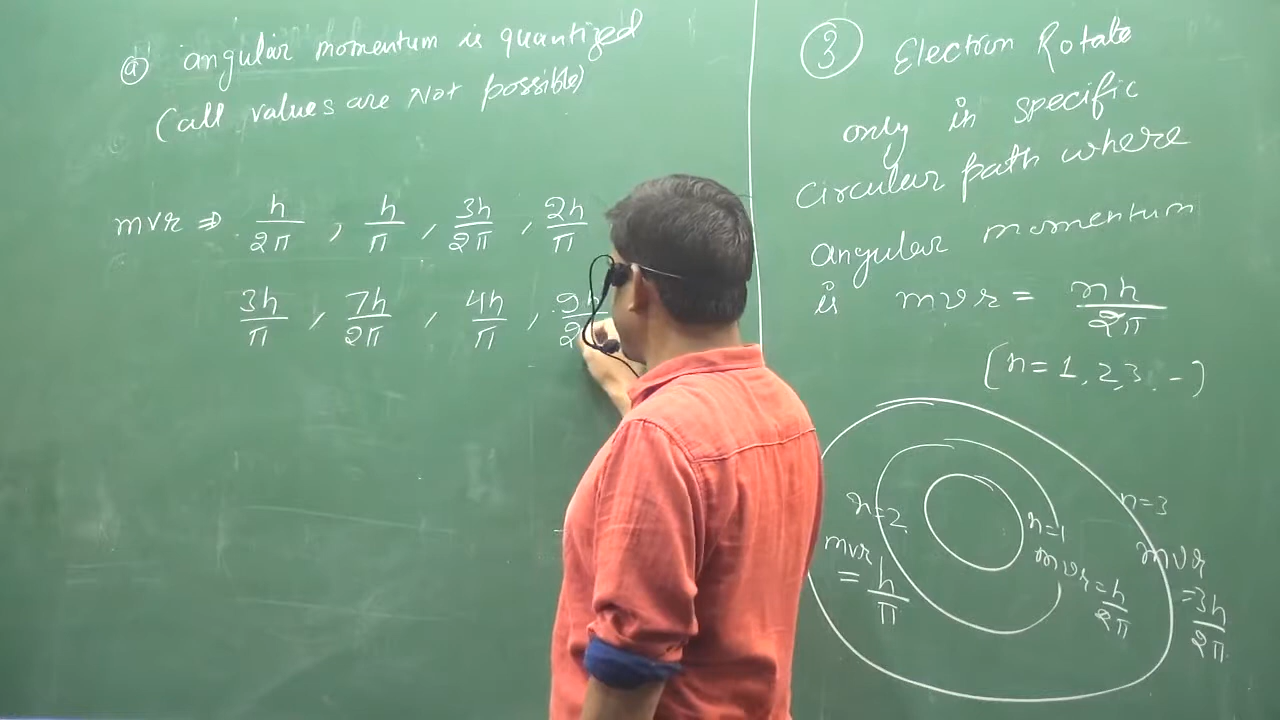 (a) angular momentum is quantized
(all values are Not possible)
mvr ⇒ h/2π , h/π , 3h/2π , 2h/π
3h/π , 7h/2π , 4h/π , 9h/2
(3) Electron Rotate
only in specific
circular path where
angular momentum
is mvr = nh/2π
(n = 1, 2, 3, -)
n=2
mvr
= h/π
n=1
mvr = h/2π
n=3
mvr
= 3h/2π